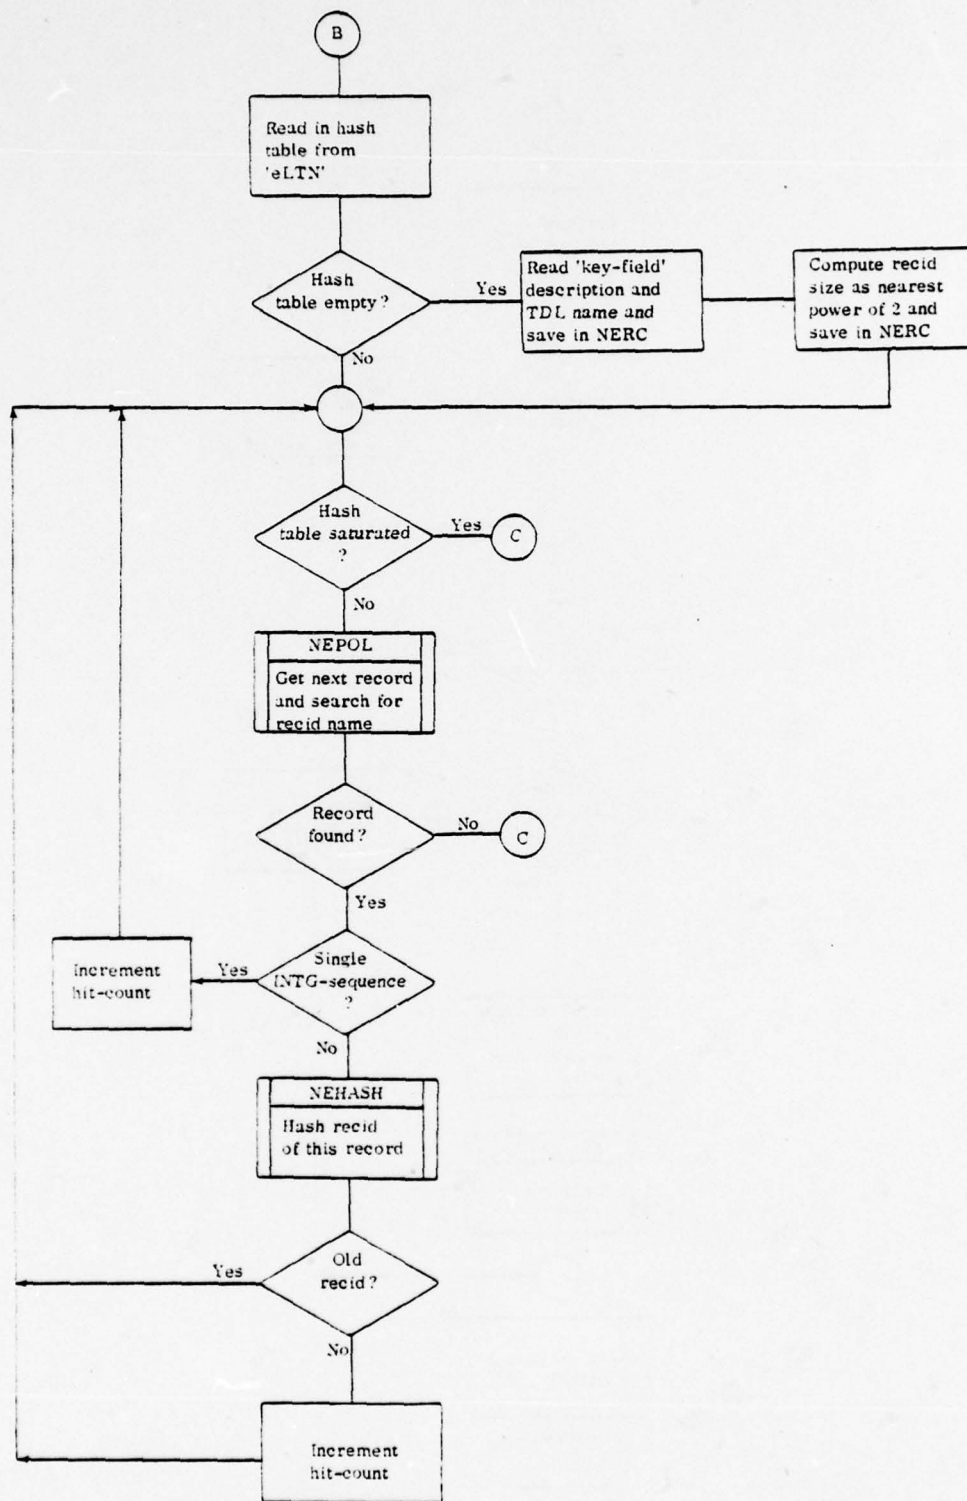 B
Read in hash
table from
'eLTN'
Hash
table empty?
Yes
Read 'key-field'
description and
TDL name and
save in NERC
Compute recid
size as nearest
power of 2 and
save in NERC
No
Hash
table saturated
?
Yes
C
No
NEPOL
Get next record
and search for
recid name
Record
found?
No
C
Yes
Single
INTG-sequence
?
Yes
Increment
hit-count
No
NEHASH
Hash recid
of this record
Old
recid?
Yes
No
Increment
hit-count